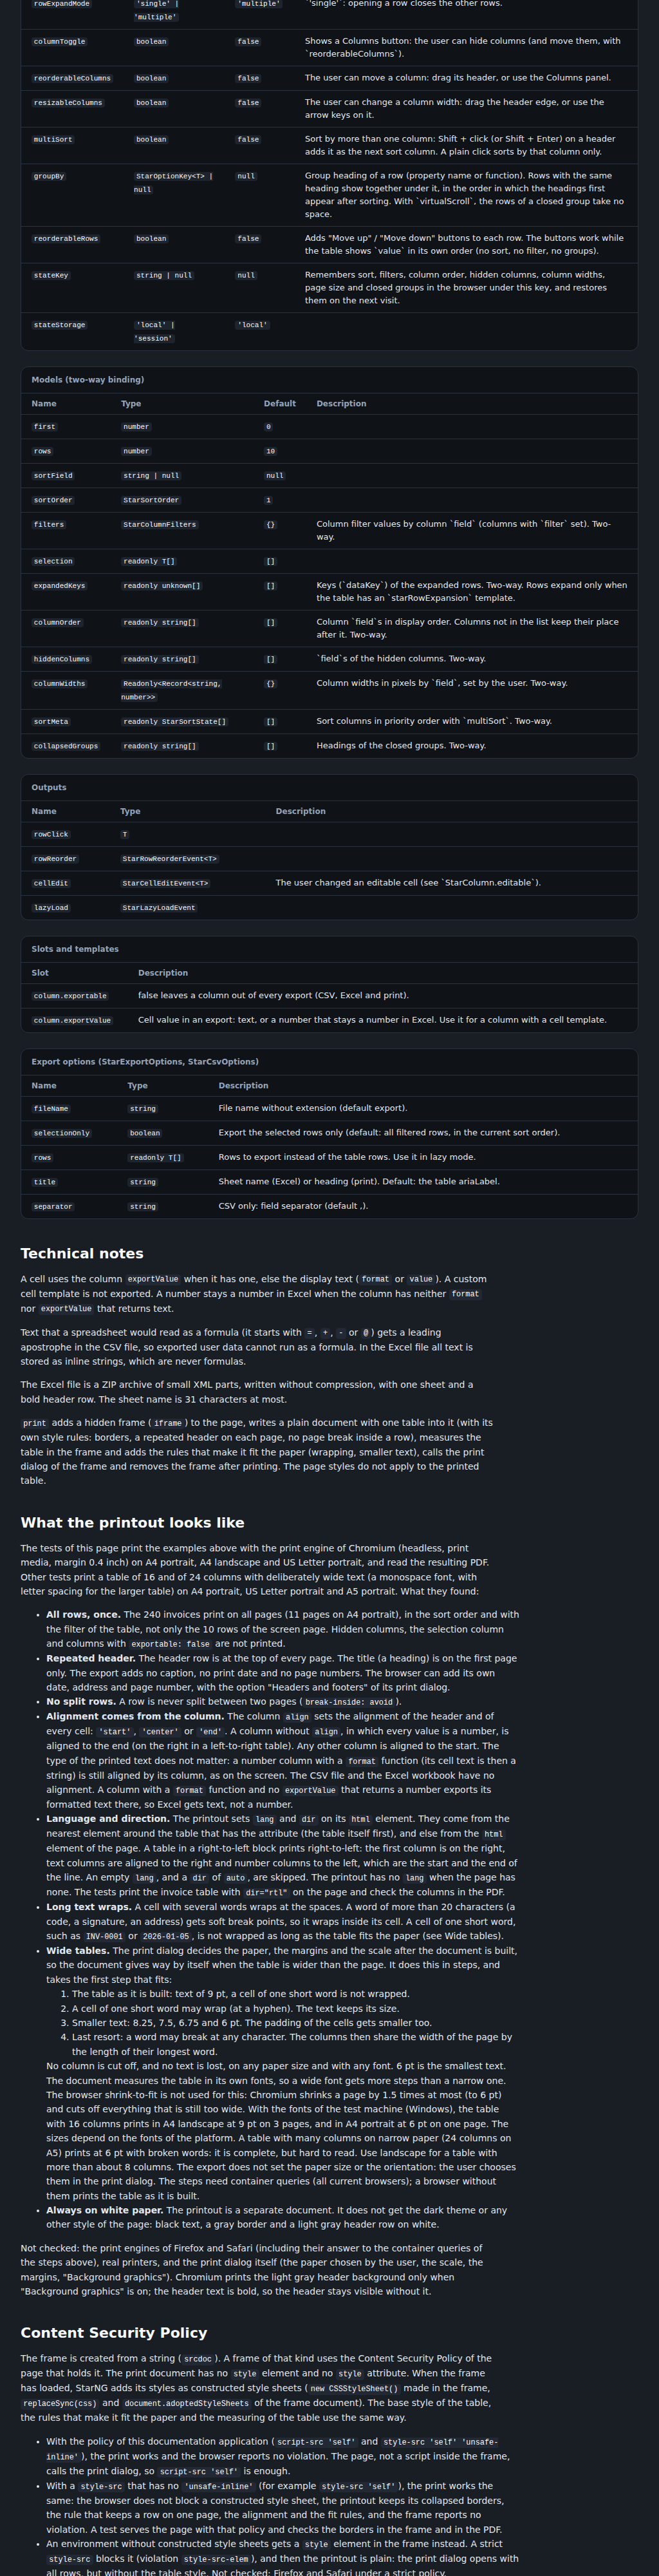 rowExpandMode 'single' | 'multiple' 'single'`: opening a row closes the other rows.
'multiple'
columnToggle boolean false Shows a Columns button: the user can hide columns (and move them, with
`reorderableColumns`).
reorderableColumns boolean false The user can move a column: drag its header, or use the Columns panel.
resizableColumns boolean false The user can change a column width: drag the header edge, or use the
arrow keys on it.
multiSort boolean false Sort by more than one column: Shift + click (or Shift + Enter) on a header
adds it as the next sort column. A plain click sorts by that column only.
groupBy StarOptionKey<T> | null Group heading of a row (property name or function). Rows with the same
null heading show together under it, in the order in which the headings first
appear after sorting. With `virtualScroll`, the rows of a closed group take no
space.
reorderableRows boolean false Adds "Move up" / "Move down" buttons to each row. The buttons work while
the table shows `value` in its own order (no sort, no filter, no groups).
stateKey string | null null Remembers sort, filters, column order, hidden columns, column widths,
page size and closed groups in the browser under this key, and restores
them on the next visit.
stateStorage 'local' | 'local'
'session'
Models (two-way binding)
Name Type Default Description
first number 0
rows number 10
sortField string | null null
sortOrder StarSortOrder 1
filters StarColumnFilters {} Column filter values by column `field` (columns with `filter` set). Two-
way.
selection readonly T[] []
expandedKeys readonly unknown[] [] Keys (`dataKey`) of the expanded rows. Two-way. Rows expand only when
the table has an `starRowExpansion` template.
columnOrder readonly string[] [] Column `field`s in display order. Columns not in the list keep their place
after it. Two-way.
hiddenColumns readonly string[] [] `field`s of the hidden columns. Two-way.
columnWidths Readonly<Record<string, {} Column widths in pixels by `field`, set by the user. Two-way.
number>>
sortMeta readonly StarSortState[] [] Sort columns in priority order with `multiSort`. Two-way.
collapsedGroups readonly string[] [] Headings of the closed groups. Two-way.
Outputs
Name Type Description
rowClick T
rowReorder StarRowReorderEvent<T>
cellEdit StarCellEditEvent<T> The user changed an editable cell (see `StarColumn.editable`).
lazyLoad StarLazyLoadEvent
Slots and templates
Slot Description
column.exportable false leaves a column out of every export (CSV, Excel and print).
column.exportValue Cell value in an export: text, or a number that stays a number in Excel. Use it for a column with a cell template.
Export options (StarExportOptions, StarCsvOptions)
Name Type Description
fileName string File name without extension (default export).
selectionOnly boolean Export the selected rows only (default: all filtered rows, in the current sort order).
rows readonly T[] Rows to export instead of the table rows. Use it in lazy mode.
title string Sheet name (Excel) or heading (print). Default: the table ariaLabel.
separator string CSV only: field separator (default ,).
Technical notes
A cell uses the column exportValue when it has one, else the display text ( format or value ). A custom
cell template is not exported. A number stays a number in Excel when the column has neither format
nor exportValue that returns text.
Text that a spreadsheet would read as a formula (it starts with = , + , - or @ ) gets a leading
apostrophe in the CSV file, so exported user data cannot run as a formula. In the Excel file all text is
stored as inline strings, which are never formulas.
The Excel file is a ZIP archive of small XML parts, written without compression, with one sheet and a
bold header row. The sheet name is 31 characters at most.
print adds a hidden frame ( iframe ) to the page, writes a plain document with one table into it (with its
own style rules: borders, a repeated header on each page, no page break inside a row), measures the
table in the frame and adds the rules that make it fit the paper (wrapping, smaller text), calls the print
dialog of the frame and removes the frame after printing. The page styles do not apply to the printed
table.
What the printout looks like
The tests of this page print the examples above with the print engine of Chromium (headless, print
media, margin 0.4 inch) on A4 portrait, A4 landscape and US Letter portrait, and read the resulting PDF.
Other tests print a table of 16 and of 24 columns with deliberately wide text (a monospace font, with
letter spacing for the larger table) on A4 portrait, US Letter portrait and A5 portrait. What they found:
• All rows, once. The 240 invoices print on all pages (11 pages on A4 portrait), in the sort order and with
the filter of the table, not only the 10 rows of the screen page. Hidden columns, the selection column
and columns with exportable: false are not printed.
• Repeated header. The header row is at the top of every page. The title (a heading) is on the first page
only. The export adds no caption, no print date and no page numbers. The browser can add its own
date, address and page number, with the option "Headers and footers" of its print dialog.
• No split rows. A row is never split between two pages ( break-inside: avoid ).
• Alignment comes from the column. The column align sets the alignment of the header and of
every cell: 'start' , 'center' or 'end' . A column without align , in which every value is a number, is
aligned to the end (on the right in a left-to-right table). Any other column is aligned to the start. The
type of the printed text does not matter: a number column with a format function (its cell text is then a
string) is still aligned by its column, as on the screen. The CSV file and the Excel workbook have no
alignment. A column with a format function and no exportValue that returns a number exports its
formatted text there, so Excel gets text, not a number.
• Language and direction. The printout sets lang and dir on its html element. They come from the
nearest element around the table that has the attribute (the table itself first), and else from the html
element of the page. A table in a right-to-left block prints right-to-left: the first column is on the right,
text columns are aligned to the right and number columns to the left, which are the start and the end of
the line. An empty lang , and a dir of auto , are skipped. The printout has no lang when the page has
none. The tests print the invoice table with dir="rtl" on the page and check the columns in the PDF.
• Long text wraps. A cell with several words wraps at the spaces. A word of more than 20 characters (a
code, a signature, an address) gets soft break points, so it wraps inside its cell. A cell of one short word,
such as INV-0001 or 2026-01-05 , is not wrapped as long as the table fits the paper (see Wide tables).
• Wide tables. The print dialog decides the paper, the margins and the scale after the document is built,
so the document gives way by itself when the table is wider than the page. It does this in steps, and
takes the first step that fits:
1. The table as it is built: text of 9 pt, a cell of one short word is not wrapped.
2. A cell of one short word may wrap (at a hyphen). The text keeps its size.
3. Smaller text: 8.25, 7.5, 6.75 and 6 pt. The padding of the cells gets smaller too.
4. Last resort: a word may break at any character. The columns then share the width of the page by
the length of their longest word.
No column is cut off, and no text is lost, on any paper size and with any font. 6 pt is the smallest text.
The document measures the table in its own fonts, so a wide font gets more steps than a narrow one.
The browser shrink-to-fit is not used for this: Chromium shrinks a page by 1.5 times at most (to 6 pt)
and cuts off everything that is still too wide. With the fonts of the test machine (Windows), the table
with 16 columns prints in A4 landscape at 9 pt on 3 pages, and in A4 portrait at 6 pt on one page. The
sizes depend on the fonts of the platform. A table with many columns on narrow paper (24 columns on
A5) prints at 6 pt with broken words: it is complete, but hard to read. Use landscape for a table with
more than about 8 columns. The export does not set the paper size or the orientation: the user chooses
them in the print dialog. The steps need container queries (all current browsers); a browser without
them prints the table as it is built.
• Always on white paper. The printout is a separate document. It does not get the dark theme or any
other style of the page: black text, a gray border and a light gray header row on white.
Not checked: the print engines of Firefox and Safari (including their answer to the container queries of
the steps above), real printers, and the print dialog itself (the paper chosen by the user, the scale, the
margins, "Background graphics"). Chromium prints the light gray header background only when
"Background graphics" is on; the header text is bold, so the header stays visible without it.
Content Security Policy
The frame is created from a string ( srcdoc ). A frame of that kind uses the Content Security Policy of the
page that holds it. The print document has no style element and no style attribute. When the frame
has loaded, StarNG adds its styles as constructed style sheets ( new CSSStyleSheet() made in the frame,
replaceSync(css) and document.adoptedStyleSheets of the frame document). The base style of the table,
the rules that make it fit the paper and the measuring of the table use the same way.
• With the policy of this documentation application ( script-src 'self' and style-src 'self' 'unsafe-
inline' ), the print works and the browser reports no violation. The page, not a script inside the frame,
calls the print dialog, so script-src 'self' is enough.
• With a style-src that has no 'unsafe-inline' (for example style-src 'self' ), the print works the
same: the browser does not block a constructed style sheet, the printout keeps its collapsed borders,
the rule that keeps a row on one page, the alignment and the fit rules, and the frame reports no
violation. A test serves the page with that policy and checks the borders in the frame and in the PDF.
• An environment without constructed style sheets gets a style element in the frame instead. A strict
style-src blocks it (violation style-src-elem ), and then the printout is plain: the print dialog opens with
all rows, but without the table style. Not checked: Firefox and Safari under a strict policy.